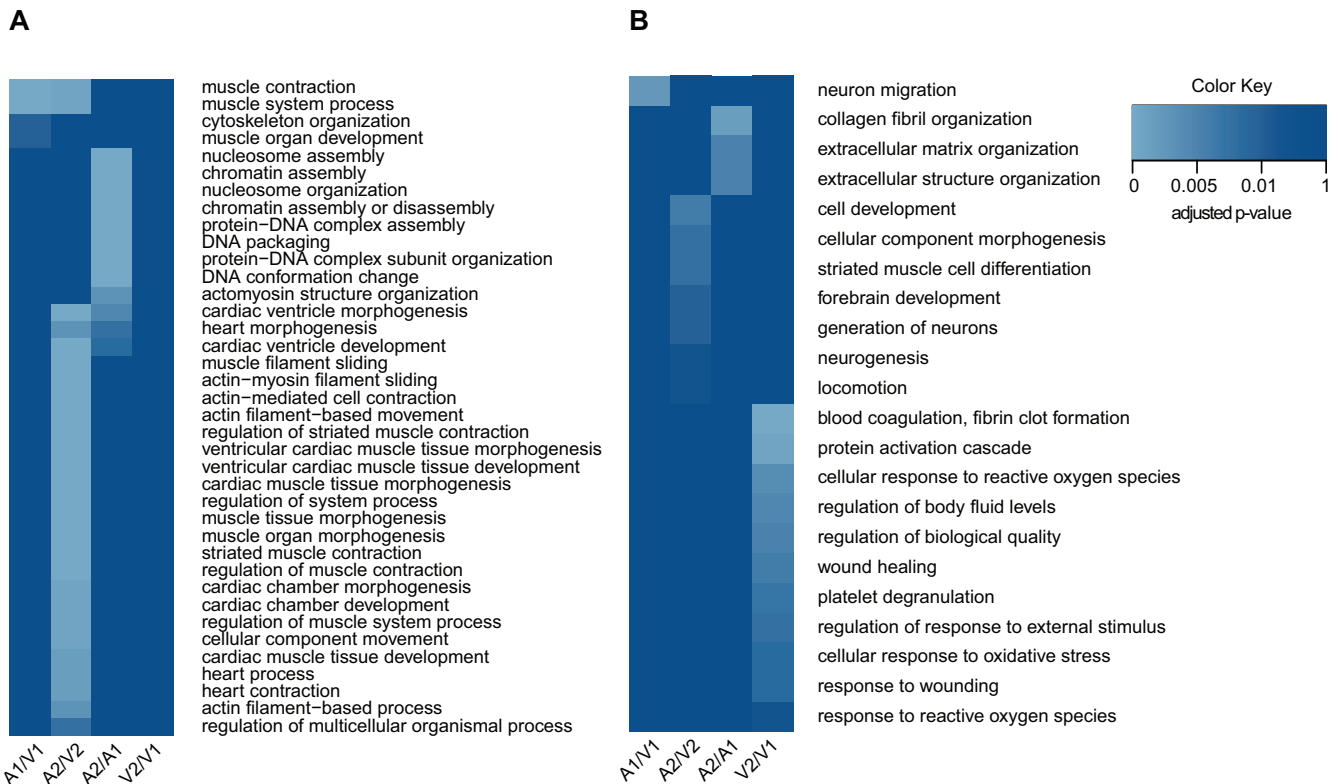 A
muscle contraction
muscle system process
cytoskeleton organization
muscle organ development
nucleosome assembly
chromatin assembly
nucleosome organization
chromatin assembly or disassembly
protein−DNA complex assembly
DNA packaging
protein−DNA complex subunit organization
DNA conformation change
actomyosin structure organization
cardiac ventricle morphogenesis
heart morphogenesis
cardiac ventricle development
muscle filament sliding
actin−myosin filament sliding
actin−mediated cell contraction
actin filament−based movement
regulation of striated muscle contraction
ventricular cardiac muscle tissue morphogenesis
ventricular cardiac muscle tissue development
cardiac muscle tissue morphogenesis
regulation of system process
muscle tissue morphogenesis
muscle organ morphogenesis
striated muscle contraction
regulation of muscle contraction
cardiac chamber morphogenesis
cardiac chamber development
regulation of muscle system process
cellular component movement
cardiac muscle tissue development
heart process
heart contraction
actin filament−based process
regulation of multicellular organismal process
A1/V1 A2/V2 A2/A1 V2/V1
B
neuron migration
collagen fibril organization
extracellular matrix organization
extracellular structure organization
cell development
cellular component morphogenesis
striated muscle cell differentiation
forebrain development
generation of neurons
neurogenesis
locomotion
blood coagulation, fibrin clot formation
protein activation cascade
cellular response to reactive oxygen species
regulation of body fluid levels
regulation of biological quality
wound healing
platelet degranulation
regulation of response to external stimulus
cellular response to oxidative stress
response to wounding
response to reactive oxygen species
A1/V1 A2/V2 A2/A1 V2/V1
Color Key
0 0.005 0.01 1
adjusted p-value